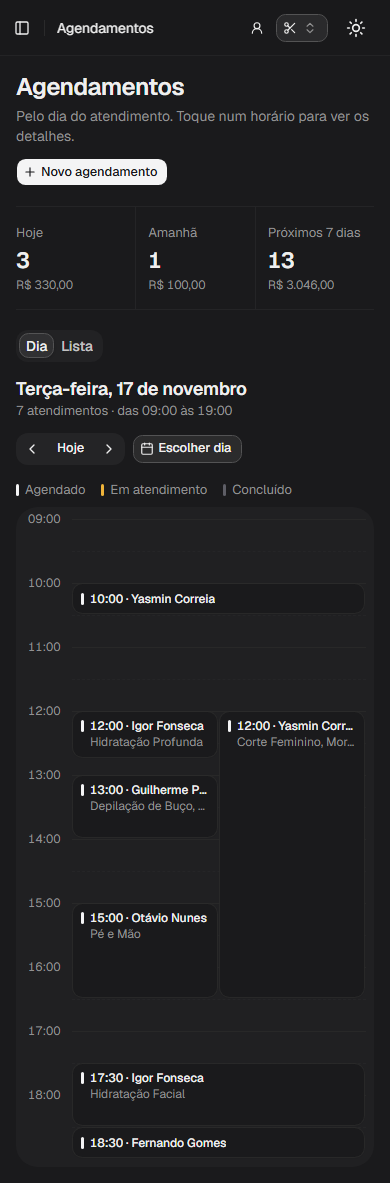 Agendamentos
Agendamentos
Pelo dia do atendimento. Toque num horário para ver os
detalhes.
Novo agendamento
Hoje
3
R$ 330,00
Amanhã
1
R$ 100,00
Próximos 7 dias
13
R$ 3.046,00
Dia
Lista
Terça-feira, 17 de novembro
7 atendimentos · das 09:00 às 19:00
Hoje
Escolher dia
Agendado
Em atendimento
Concluído
09:00
10:00
10:00 · Yasmin Correia
11:00
12:00
12:00 · Igor Fonseca
Hidratação Profunda
12:00 · Yasmin Corr...
Corte Feminino, Mor...
13:00
13:00 · Guilherme P...
Depilação de Buço, ...
14:00
15:00
15:00 · Otávio Nunes
Pé e Mão
16:00
17:00
17:30 · Igor Fonseca
Hidratação Facial
18:00
18:30 · Fernando Gomes